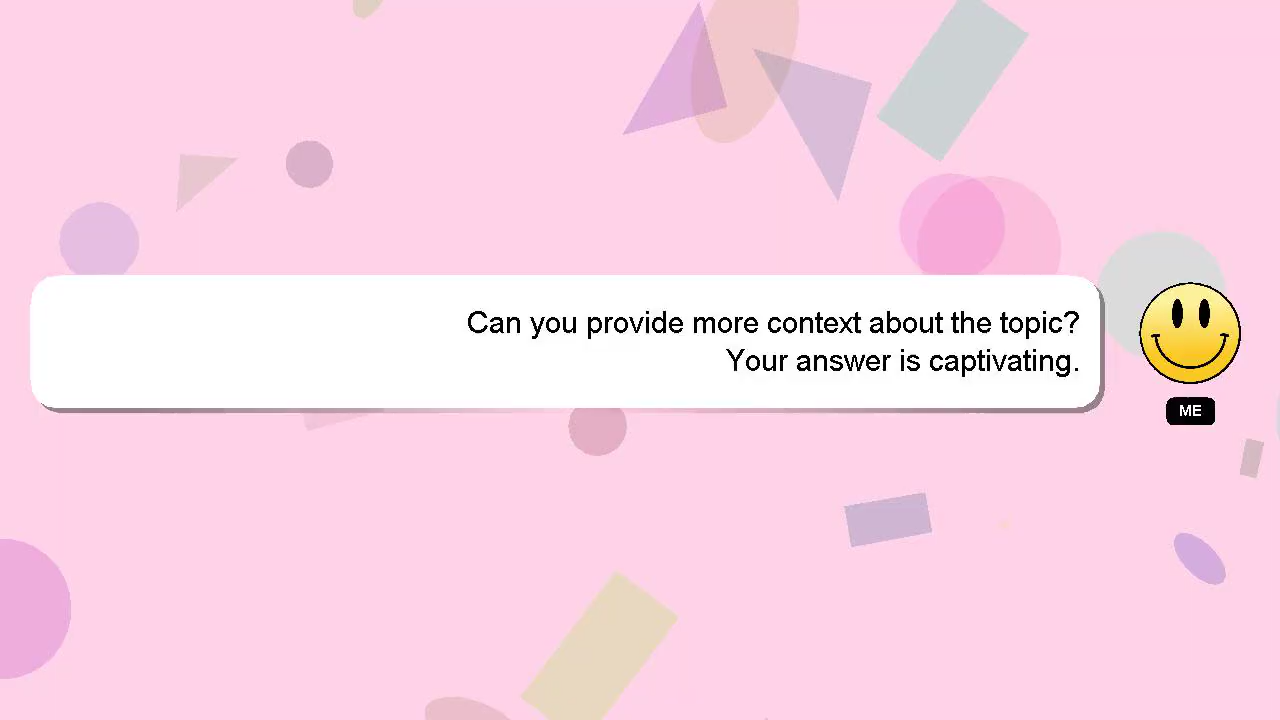 Can you provide more context about the topic?
Your answer is captivating.
ME